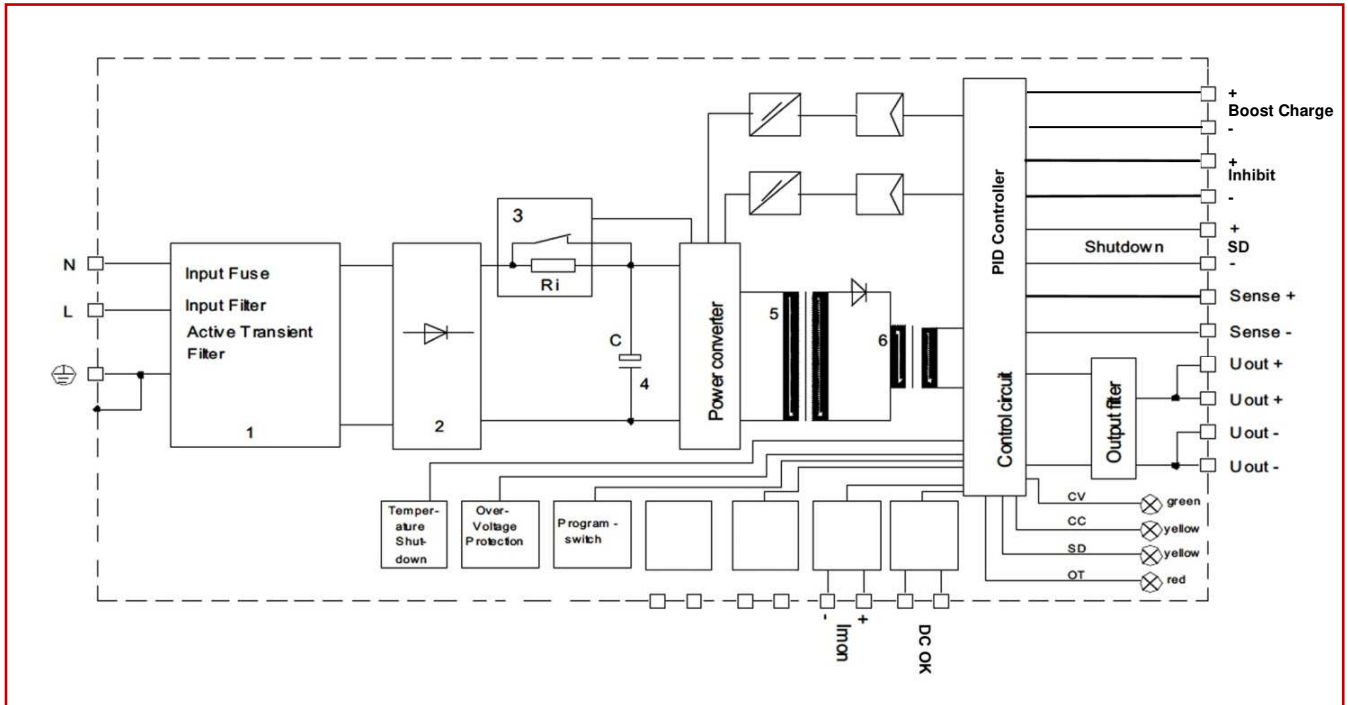 N
L
Input Fuse
Input Filter
Active Transient
Filter
1
2
3
Ri
C
4
Power converter
5
6
PID Controller
Control circuit
+
Boost Charge
-
+
Inhibit
-
+
Shutdown
SD
-
Sense +
Sense -
Output filter
Uout +
Uout +
Uout -
Uout -
CV
green
CC
yellow
SD
yellow
OT
red
Temper-
ature
Shut-
down
Over-
Voltage
Protection
Program -
switch
-
+
Imon
DC OK